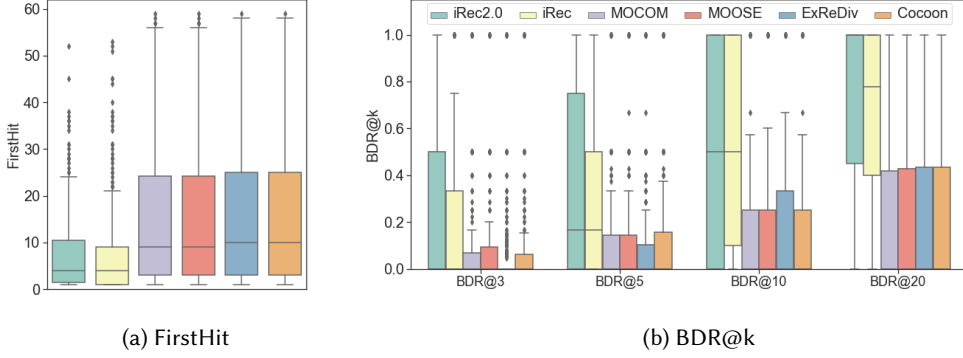 FirstHit
60
50
40
30
20
10
0
(a) FirstHit
iRec2.0 iRec MOCOM MOOSE ExReDiv Cocoon
BDR@k
1.0
0.8
0.6
0.4
0.2
0.0
BDR@3 BDR@5 BDR@10 BDR@20
(b) BDR@k